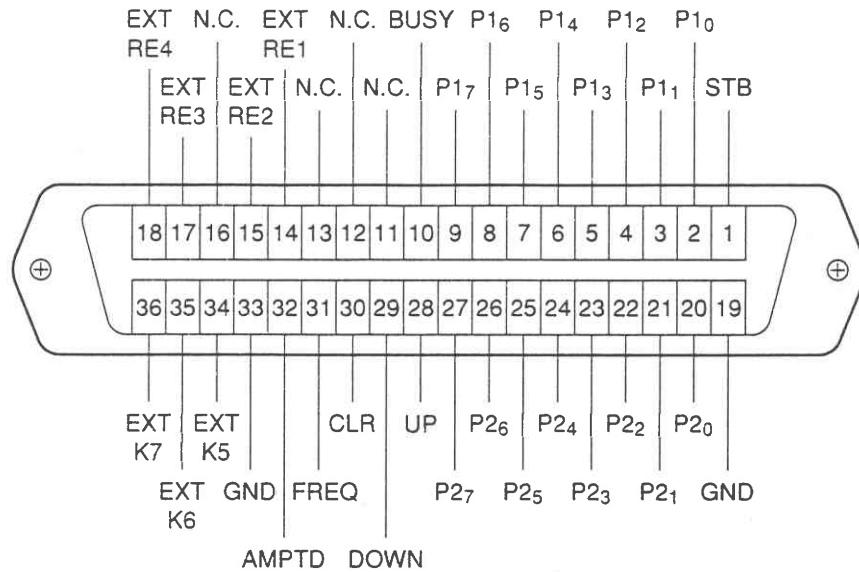 EXT N.C. EXT N.C. BUSY P1₆ P1₄ P1₂ P1₀
RE4 RE1
EXT EXT N.C. N.C. P1₇ P1₅ P1₃ P1₁ STB
RE3 RE2
18 17 16 15 14 13 12 11 10 9 8 7 6 5 4 3 2 1
36 35 34 33 32 31 30 29 28 27 26 25 24 23 22 21 20 19
EXT EXT CLR UP P2₆ P2₄ P2₂ P2₀
K7 K5
EXT GND FREQ P2₇ P2₅ P2₃ P2₁ GND
K6
AMPTD DOWN